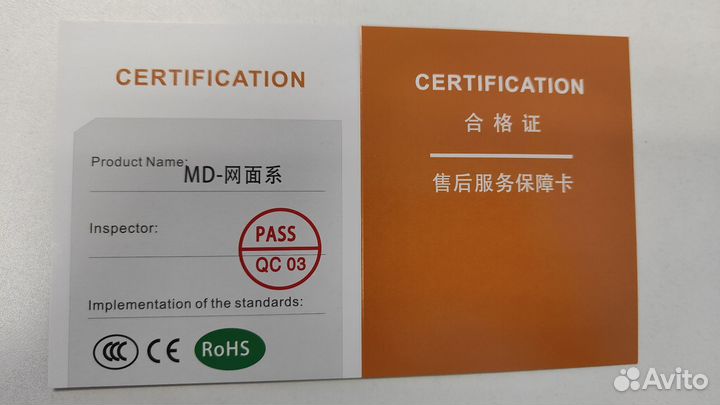 CERTIFICATION
Product Name:
MD-网面系
Inspector:
PASS
QC 03
Implementation of the standards:
CCC CE RoHS
CERTIFICATION
合格证
售后服务保障卡
Avito